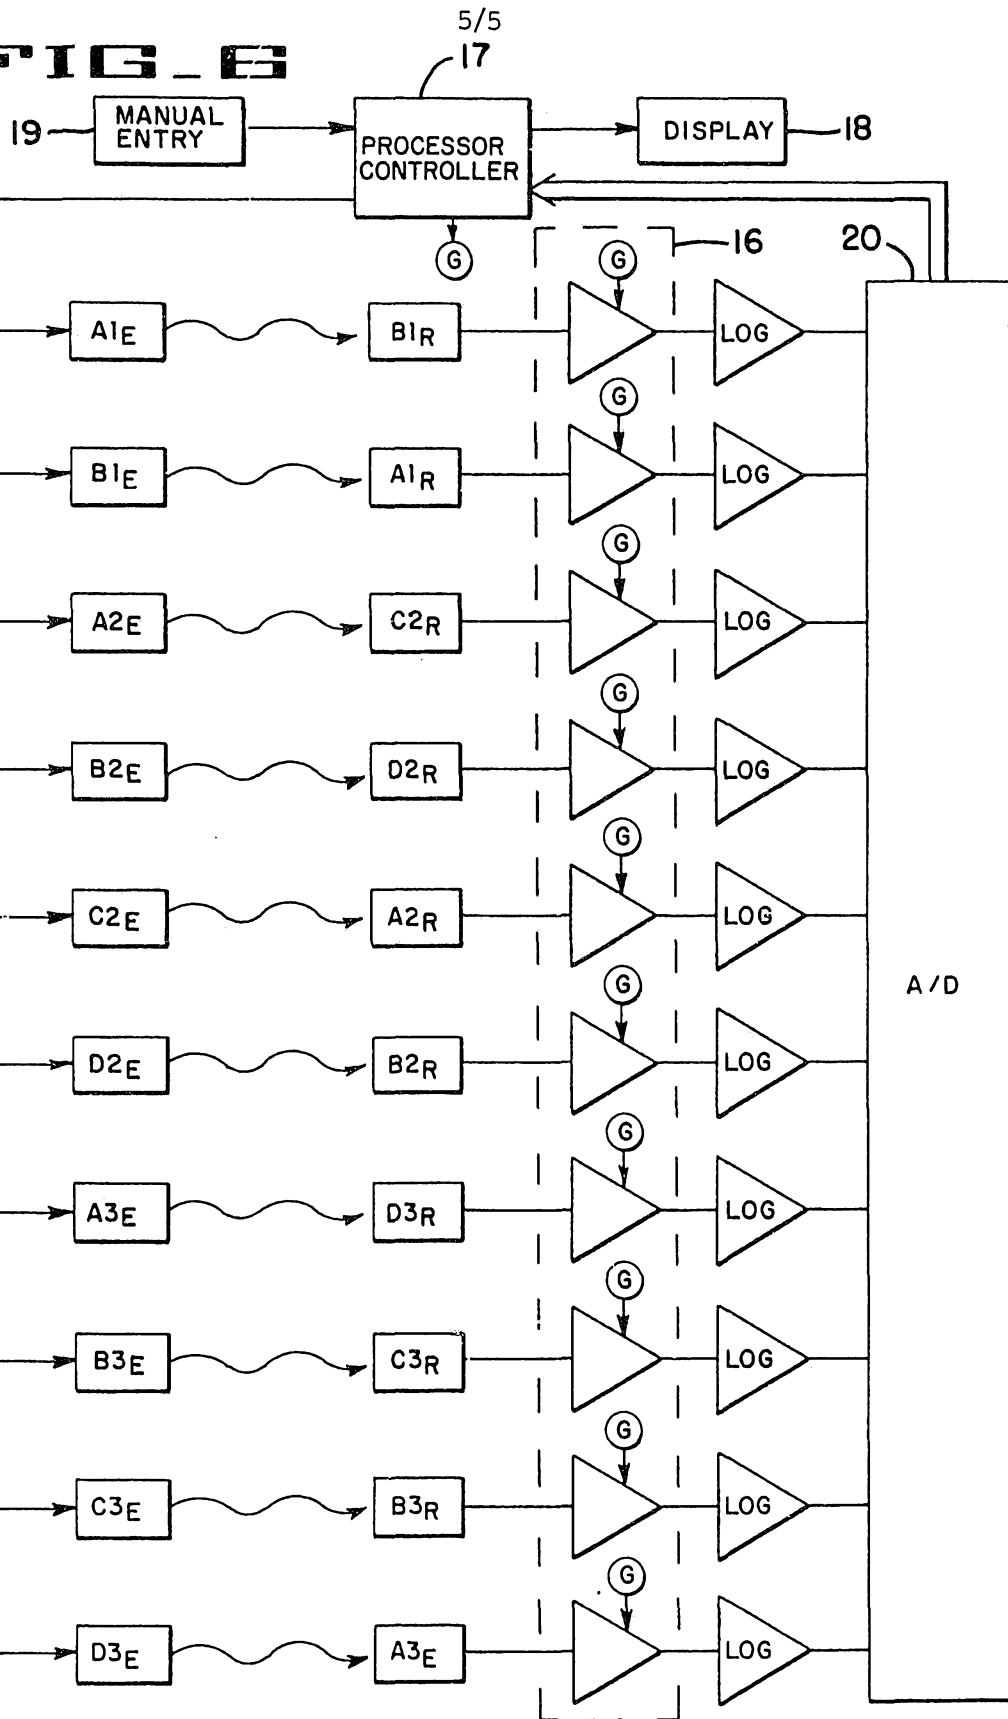 5/5
FIG_6
17
19
MANUAL
ENTRY
PROCESSOR
CONTROLLER
DISPLAY
18
G
16
20
G
A1E
B1R
LOG
G
B1E
A1R
LOG
G
A2E
C2R
LOG
G
B2E
D2R
LOG
G
C2E
A2R
LOG
A/D
G
D2E
B2R
LOG
G
A3E
D3R
LOG
G
B3E
C3R
LOG
G
C3E
B3R
LOG
G
D3E
A3E
LOG